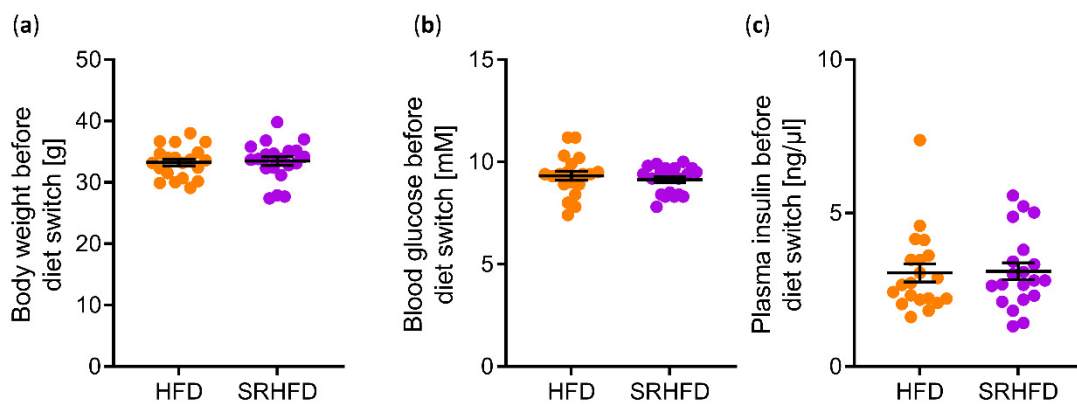 (a)
Body weight before
diet switch [g]
50
40
30
20
10
0
HFD SRHFD
(b)
Blood glucose before
diet switch [mM]
15
10
5
0
HFD SRHFD
(c)
Plasma insulin before
diet switch [ng/µl]
10
5
0
HFD SRHFD